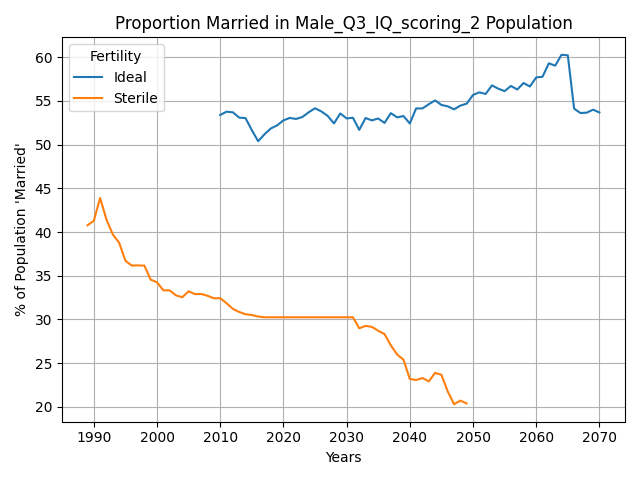 Proportion Married in Male_Q3_IQ_scoring_2 Population
Fertility
Ideal
Sterile
% of Population 'Married'
60
55
50
45
40
35
30
25
20
1990 2000 2010 2020 2030 2040 2050 2060 2070
Years